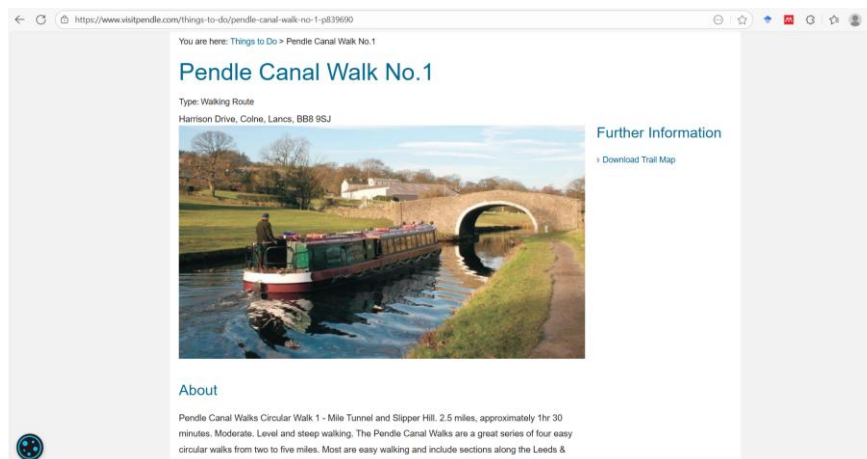 https://www.visitpendle.com/things-to-do/pendle-canal-walk-no-1-p839690
You are here: Things to Do > Pendle Canal Walk No.1
Pendle Canal Walk No.1
Type: Walking Route
Harrison Drive, Colne, Lancs, BB8 9SJ
Further Information
› Download Trail Map
About
Pendle Canal Walks Circular Walk 1 - Mile Tunnel and Slipper Hill. 2.5 miles, approximately 1hr 30
minutes. Moderate. Level and steep walking. The Pendle Canal Walks are a great series of four easy
circular walks from two to five miles. Most are easy walking and include sections along the Leeds &